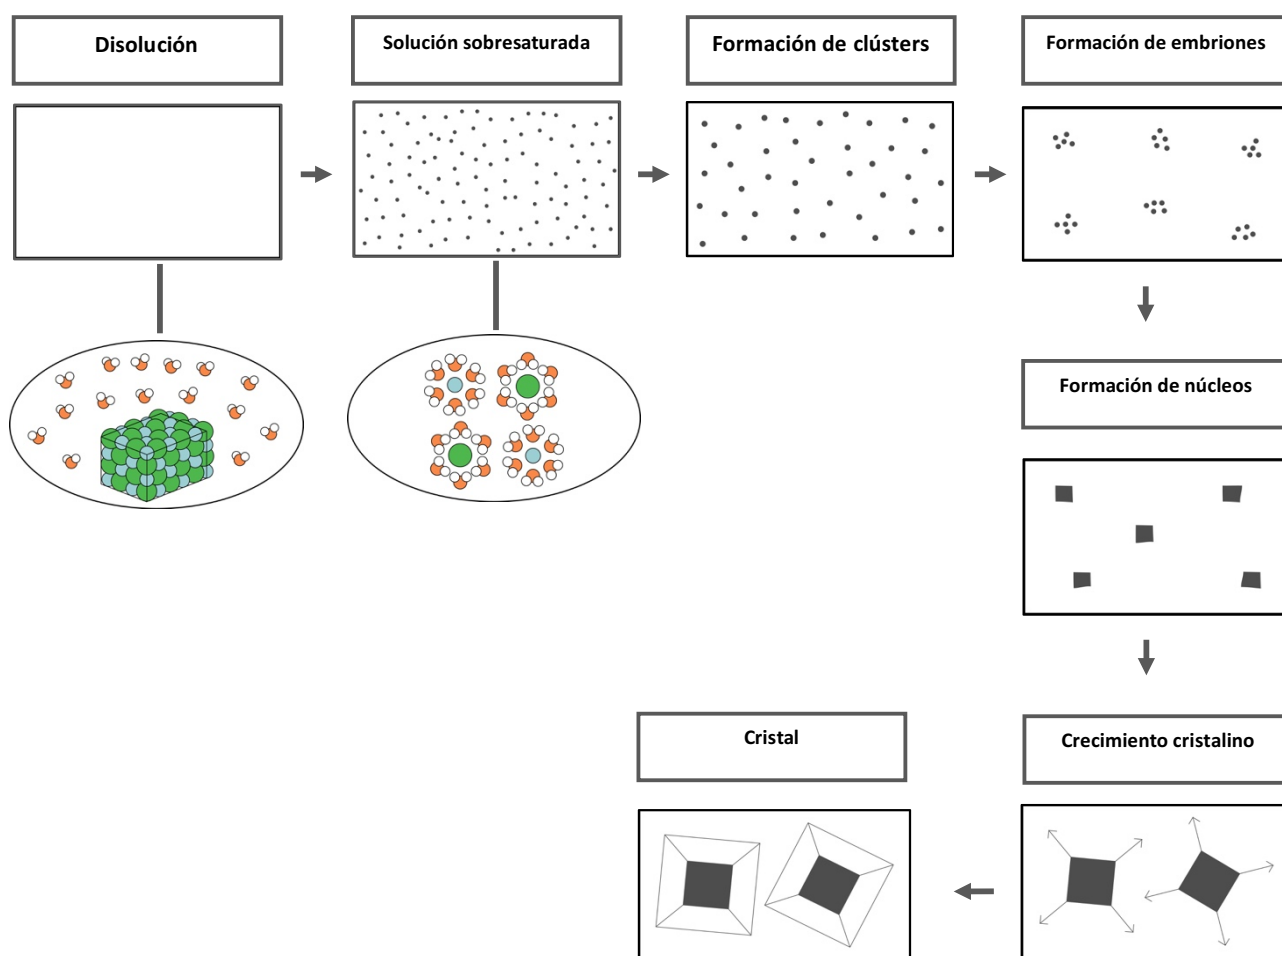 Disolución
Solución sobresaturada
Formación de clústers
Formación de embriones
Formación de núcleos
Crecimiento cristalino
Cristal